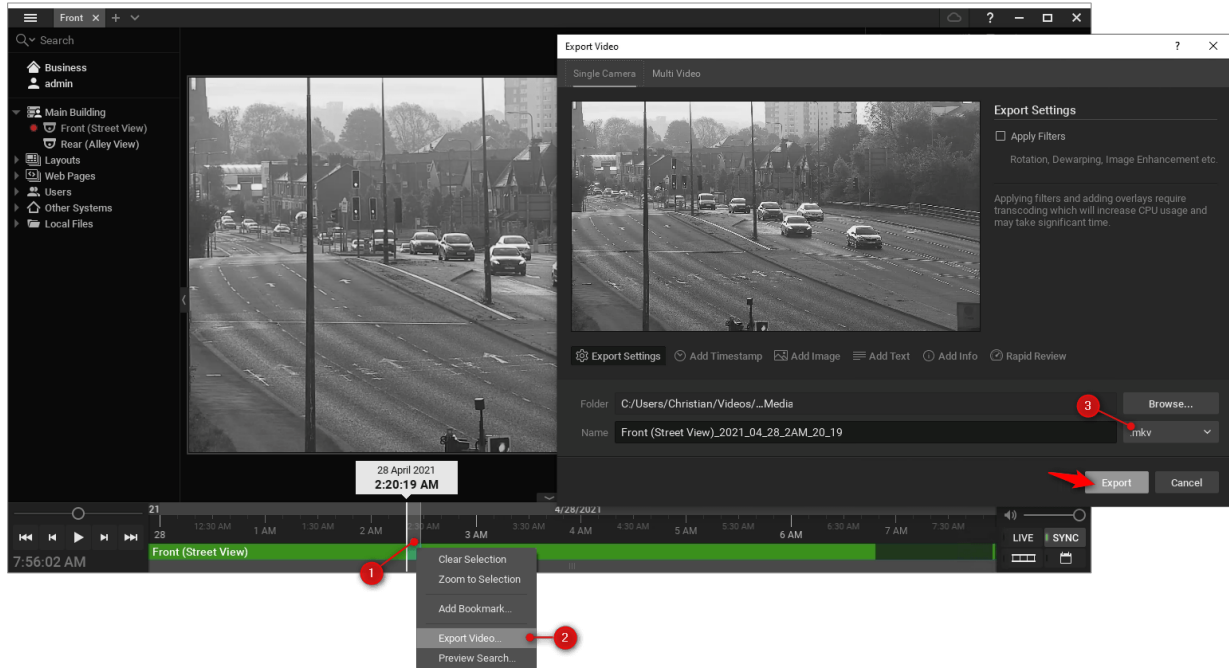 Front
Search
Business
admin
Main Building
Front (Street View)
Rear (Alley View)
Layouts
Web Pages
Users
Other Systems
Local Files
Export Video
Single Camera Multi Video
Export Settings
Apply Filters
Rotation, Dewarping, Image Enhancement etc.
Applying filters and adding overlays require
transcoding which will increase CPU usage and
may take significant time.
Export Settings Add Timestamp Add Image Add Text Add Info Rapid Review
Folder C:/Users/Christian/Videos/...Media Browse...
3
Name Front (Street View)_2021_04_28_2AM_20_19 .mkv
Export Cancel
28 April 2021
2:20:19 AM
21 4/28/2021
12:30 AM 1:30 AM 2:30 AM 3:30 AM 4:30 AM 5:30 AM 6:30 AM 7:30 AM
28 1 AM 2 AM 3 AM 4 AM 5 AM 6 AM 7 AM
LIVE SYNC
Front (Street View)
7:56:02 AM
1
Clear Selection
Zoom to Selection
Add Bookmark...
Export Video... 2
Preview Search...